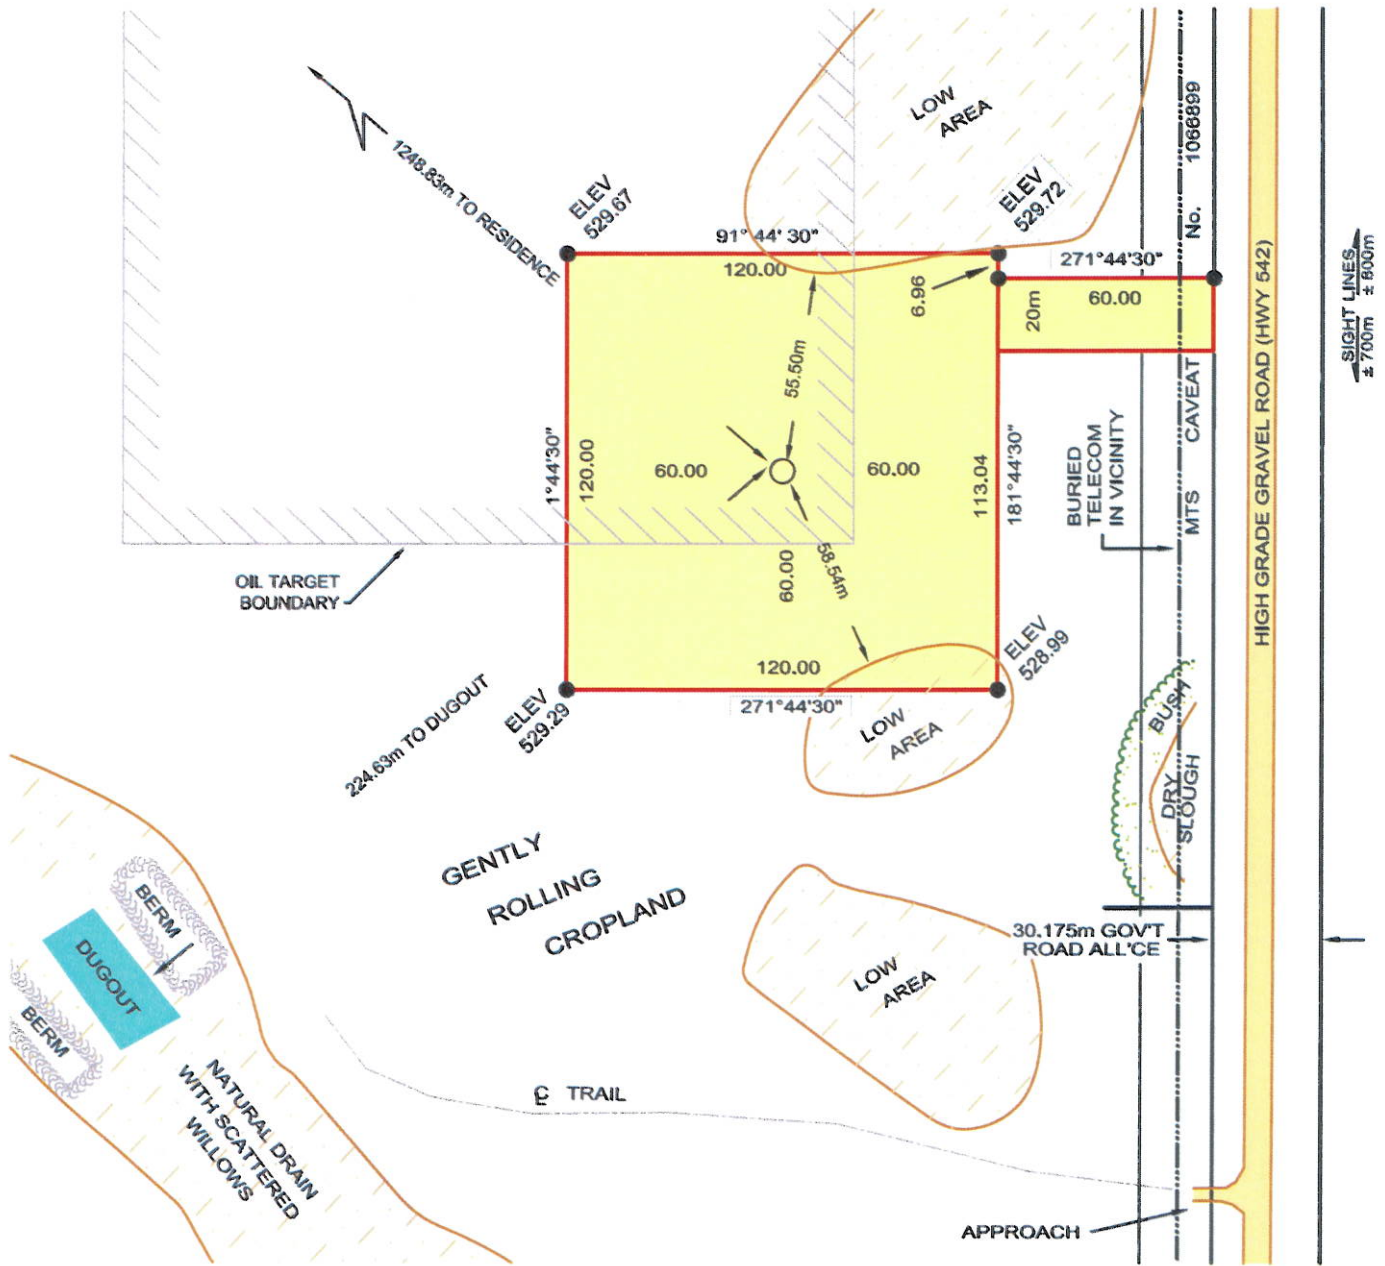 LOW
AREA
1066899
No.
1248.83m TO RESIDENCE
ELEV
529.67
ELEV
529.72
91° 44' 30"
120.00
271°44'30"
60.00
6.96
20m
SIGHT LINES
± 700m ± 800m
HIGH GRADE GRAVEL ROAD (HWY 542)
55.50m
1°44'30"
120.00
60.00
60.00
113.04
181°44'30"
BURIED
TELECOM
IN VICINITY
MTS CAVEAT
OIL TARGET
BOUNDARY
60.00
58.54m
120.00
271°44'30"
ELEV
528.99
ELEV
529.29
224.63m TO DUGOUT
LOW
AREA
BUSH
DRY
SLOUGH
GENTLY
ROLLING
CROPLAND
BERM
DUGOUT
BERM
30.175m GOV'T
ROAD ALL'CE
LOW
AREA
NATURAL DRAIN
WITH SCATTERED
WILLOWS
℄ TRAIL
APPROACH